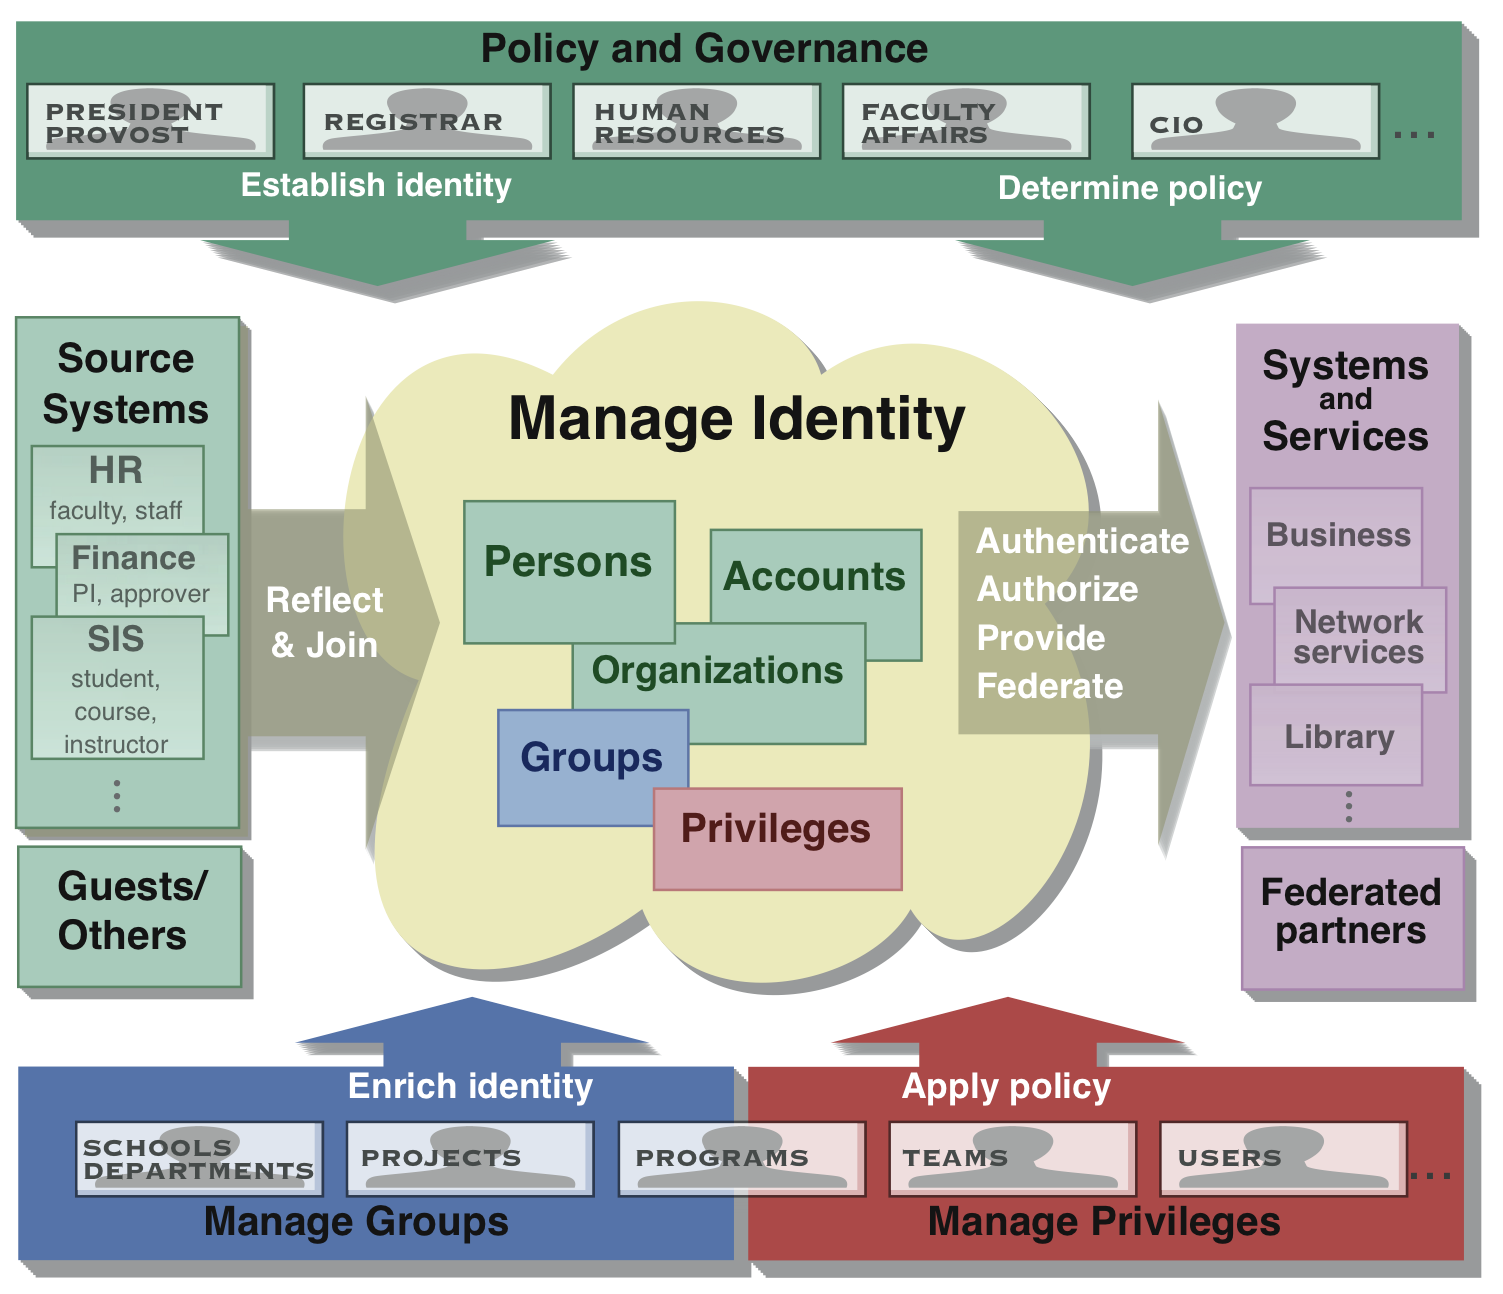 Policy and Governance
PRESIDENT
PROVOST
REGISTRAR
HUMAN
RESOURCES
FACULTY
AFFAIRS
CIO
...
Establish identity
Determine policy
Source
Systems
HR
faculty, staff
Finance
PI, approver
SIS
student,
course,
instructor
Guests/
Others
Reflect
& Join
Manage Identity
Persons
Accounts
Organizations
Groups
Privileges
Authenticate
Authorize
Provide
Federate
Systems
and
Services
Business
Network
services
Library
Federated
partners
Enrich identity
SCHOOLS
DEPARTMENTS
PROJECTS
PROGRAMS
Manage Groups
Apply policy
TEAMS
USERS
...
Manage Privileges